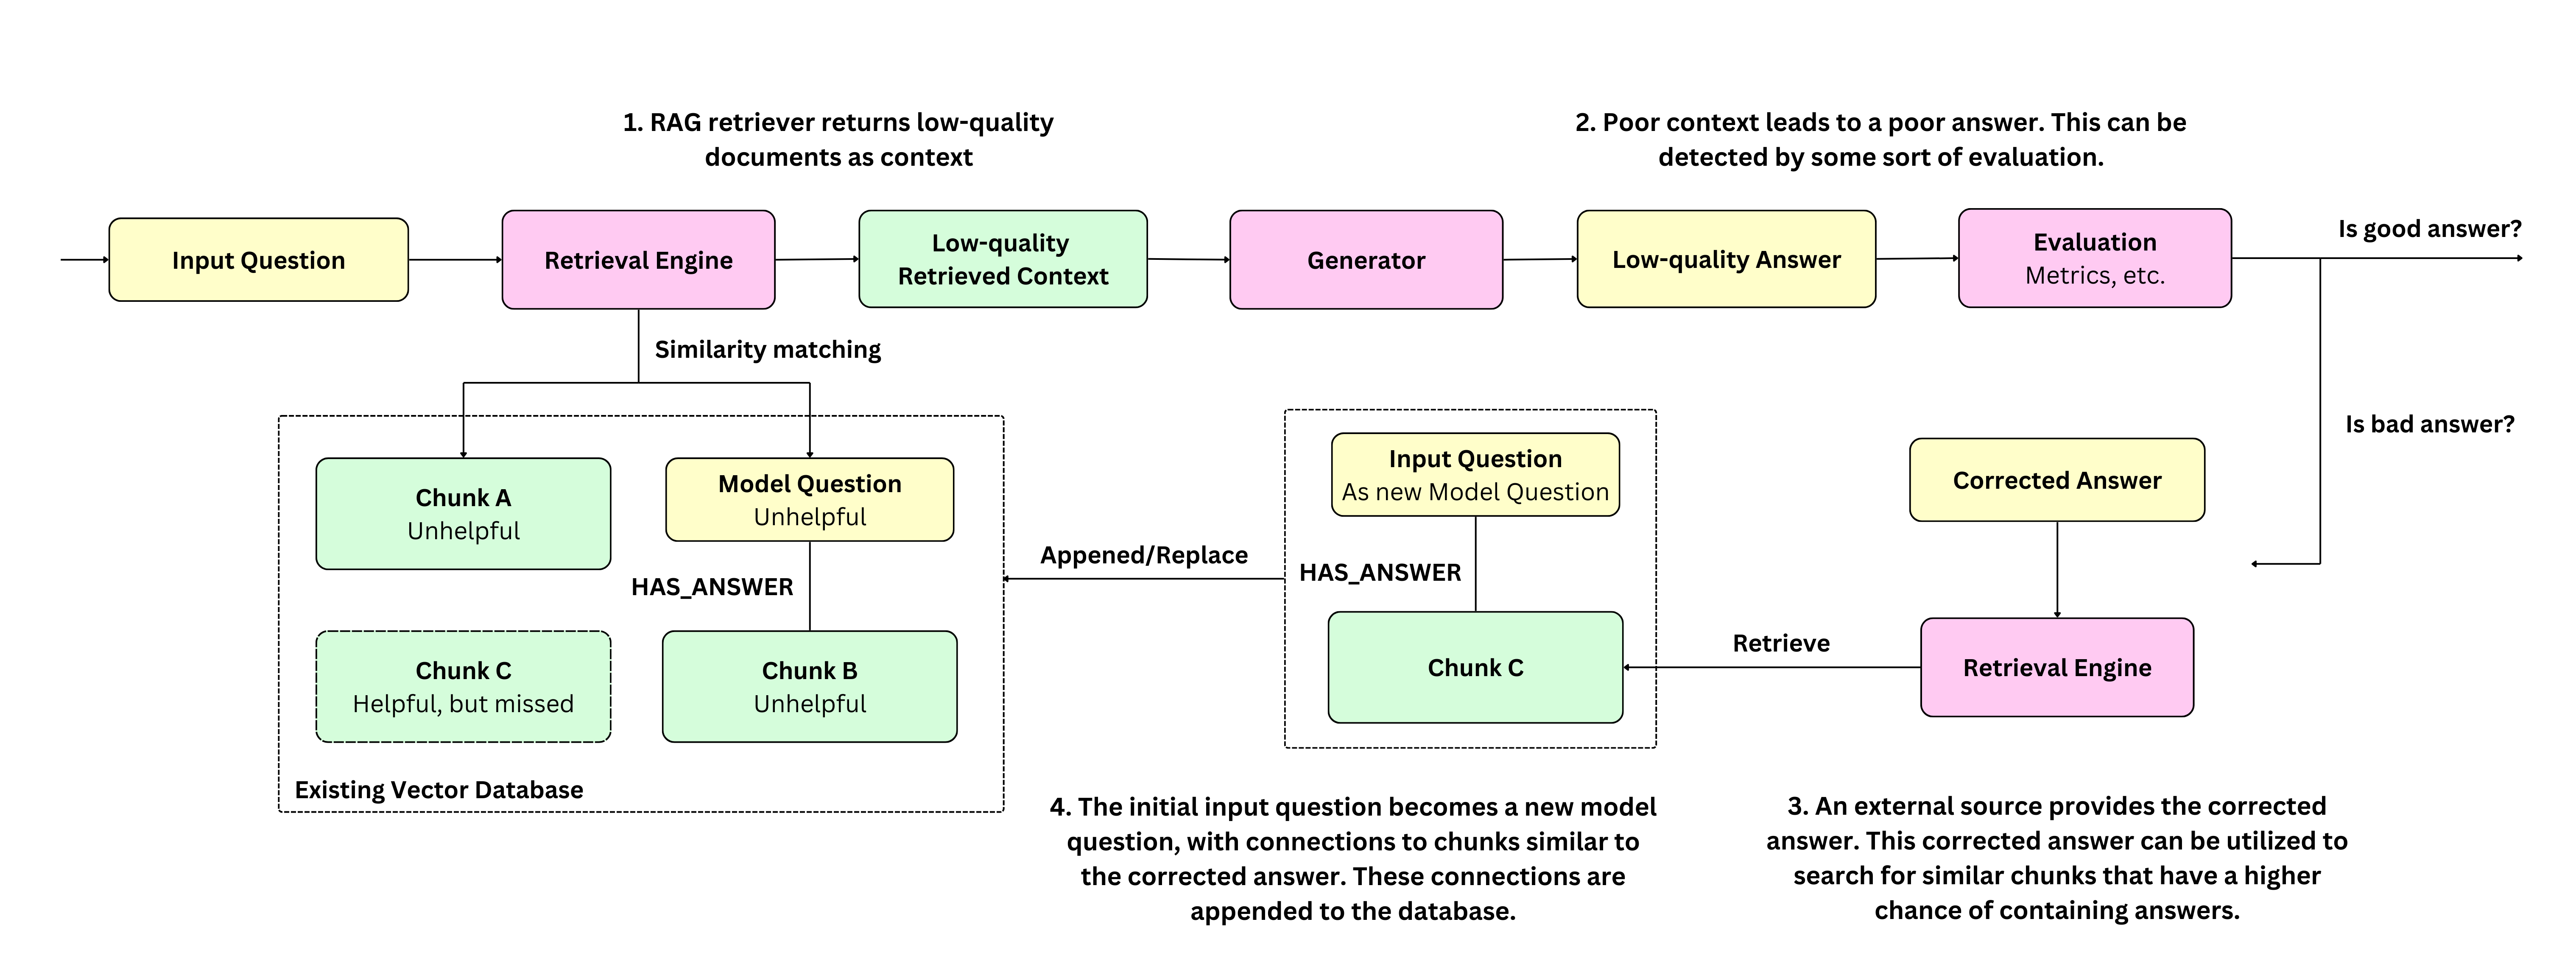 1. RAG retriever returns low-quality
documents as context
2. Poor context leads to a poor answer. This can be
detected by some sort of evaluation.
Input Question
Retrieval Engine
Low-quality
Retrieved Context
Generator
Low-quality Answer
Evaluation
Metrics, etc.
Is good answer?
Similarity matching
Is bad answer?
Chunk A
Unhelpful
Model Question
Unhelpful
HAS_ANSWER
Chunk C
Helpful, but missed
Chunk B
Unhelpful
Existing Vector Database
Appened/Replace
Input Question
As new Model Question
HAS_ANSWER
Chunk C
Retrieve
Corrected Answer
Retrieval Engine
4. The initial input question becomes a new model
question, with connections to chunks similar to
the corrected answer. These connections are
appended to the database.
3. An external source provides the corrected
answer. This corrected answer can be utilized to
search for similar chunks that have a higher
chance of containing answers.